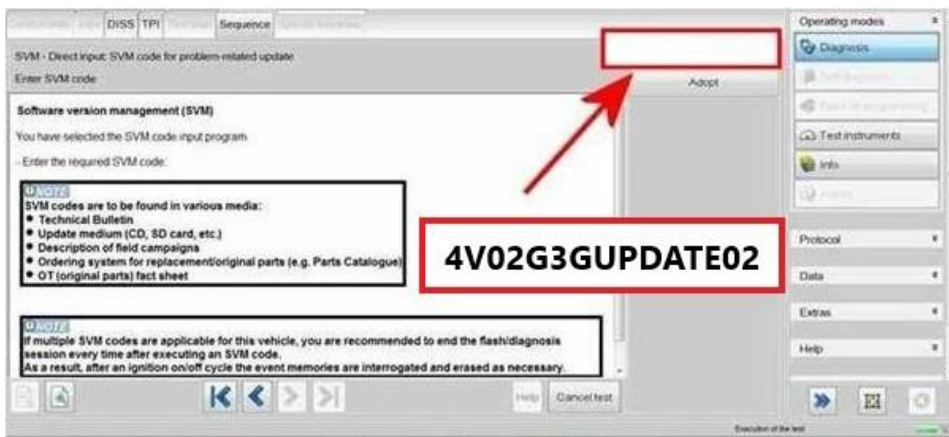 DISS TPI Sequence
Operating modes
SVM - Direct input: SVM code for problem-related update
Enter SVM code
Adopt
Diagnosis
Software version management (SVM)
You have selected the SVM code input program
- Enter the required SVM code:
Test instruments
Info
NOTE
SVM codes are to be found in various media:
• Technical Bulletin
• Update medium (CD, SD card, etc.)
• Description of field campaigns
• Ordering system for replacement/original parts (e.g. Parts Catalogue)
• OT (original parts) fact sheet
4V02G3GUPDATE02
Protocol
Data
Extras
Help
NOTE
If multiple SVM codes are applicable for this vehicle, you are recommended to end the flash/diagnosis
session every time after executing an SVM code.
As a result, after an ignition on/off cycle the event memories are interrogated and erased as necessary.
Help
Cancel test
Execution of the test